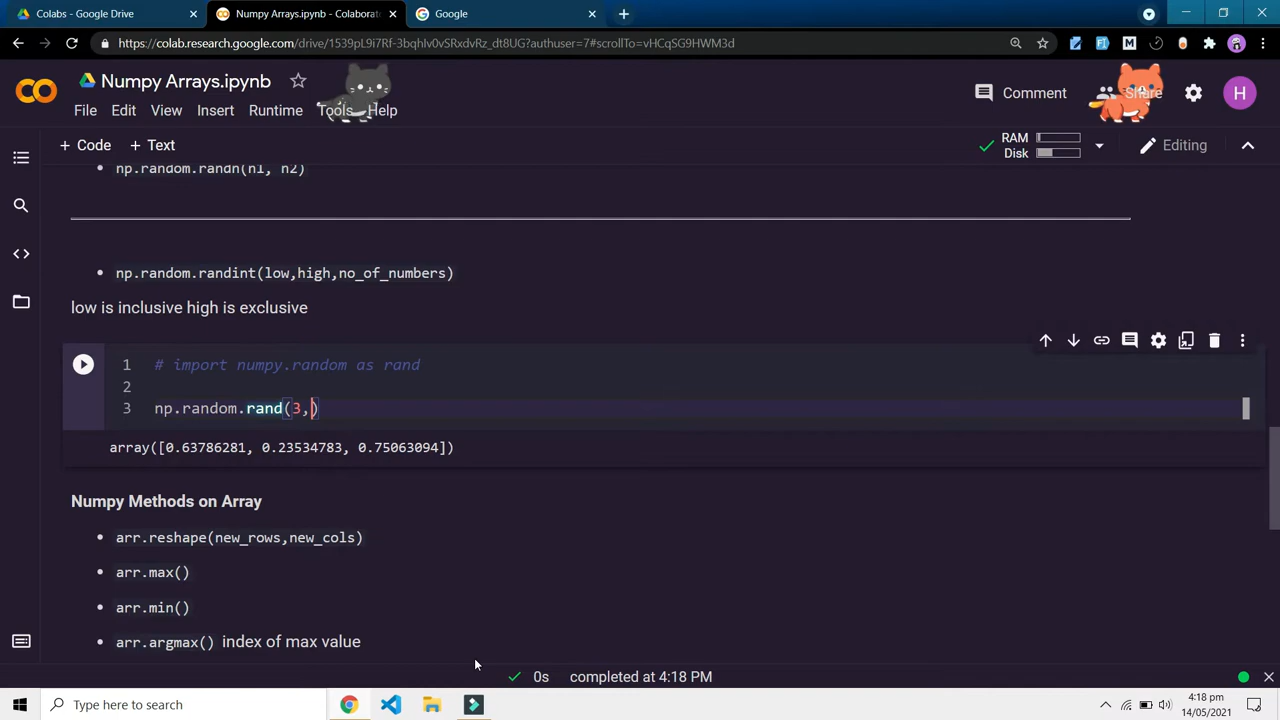 Colabs - Google Drive
Numpy Arrays.ipynb - Colaborat
Google
https://colab.research.google.com/drive/1539pL9i7Rf-3bqhIv0vSRxdvRz_dt8UG?authuser=7#scrollTo=vHCqSG9HWM3d
Numpy Arrays.ipynb
Comment
Share
H
File Edit View Insert Runtime Tools Help
+ Code + Text
RAM
Disk
Editing
np.random.randn(n1, n2)
np.random.randint(low,high,no_of_numbers)
low is inclusive high is exclusive
1 # import numpy.random as rand
2
3 np.random.rand(3,)
array([0.63786281, 0.23534783, 0.75063094])
Numpy Methods on Array
arr.reshape(new_rows,new_cols)
arr.max()
arr.min()
arr.argmax() index of max value
0s completed at 4:18 PM
Type here to search
4:18 pm
14/05/2021